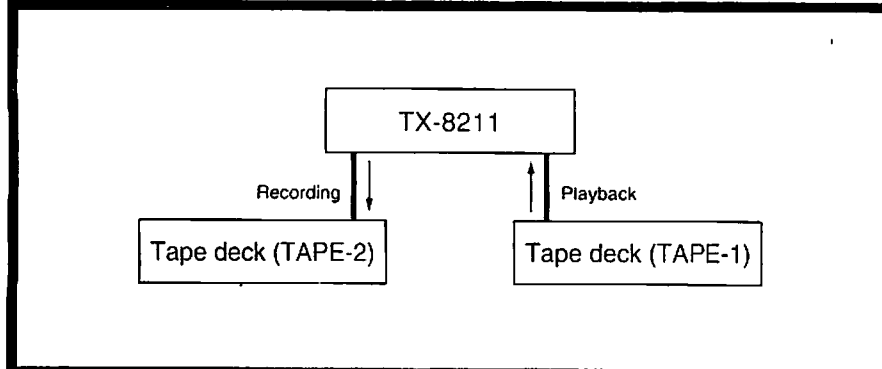 TX-8211
Recording
Playback
Tape deck (TAPE-2)
Tape deck (TAPE-1)